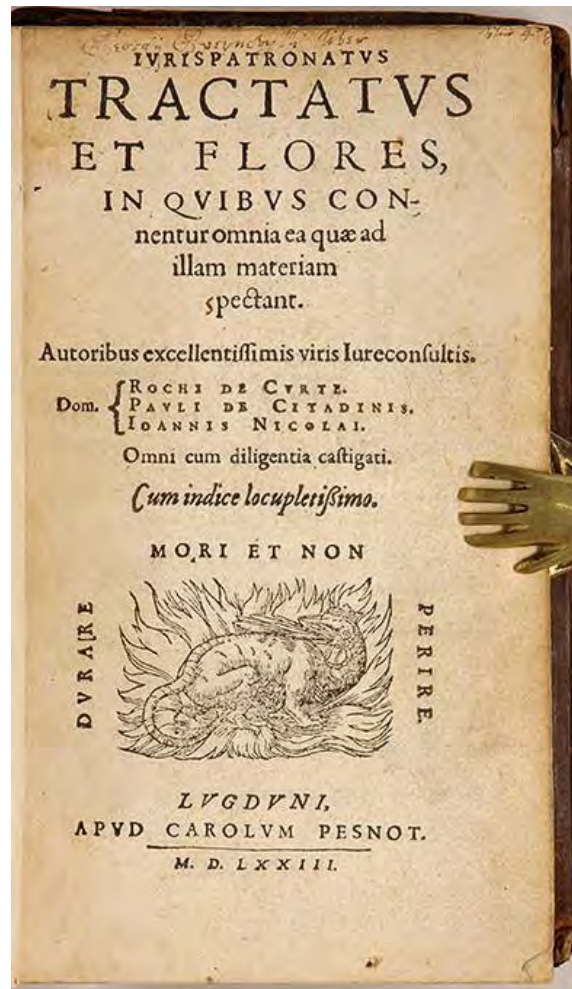 IVRISPATRONATVS
TRACTATVS
ET FLORES,
IN QVIBVS CON-
nentur omnia ea quæ ad
illam materiam
spectant.
Autoribus excellentiſſimis viris Iureconſultis.
ROCHI DE CVRTE.
Dom. { PAVLI DE CITADINIS.
IOANNIS NICOLAI.
Omni cum diligentia caſtigati.
Cum indice locupletißimo.
MORI ET NON
DVRARE
PERIRE.
LVGDVNI,
APVD CAROLVM PESNOT.
M. D. LXXIII.